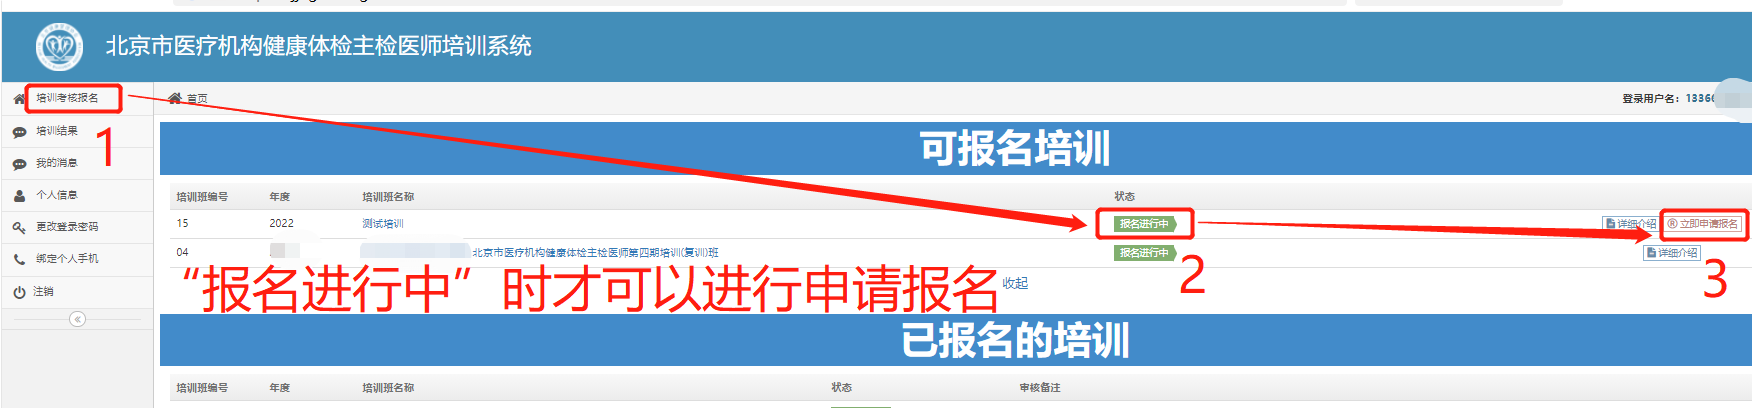 北京市医疗机构健康体检主检医师培训系统
培训考核报名
首页
登录用户名：13366
培训结果
1
我的消息
个人信息
更改登录密码
绑定个人手机
注销
可报名培训
培训班编号 年度 培训班名称 状态
15 2022 测试培训 报名进行中 详细介绍 立即申请报名
04 北京市医疗机构健康体检主检医师第四期培训(复训)班 报名进行中 详细介绍
“报名进行中”时才可以进行申请报名
收起
2
3
已报名的培训
培训班编号 年度 培训班名称 状态 审核备注